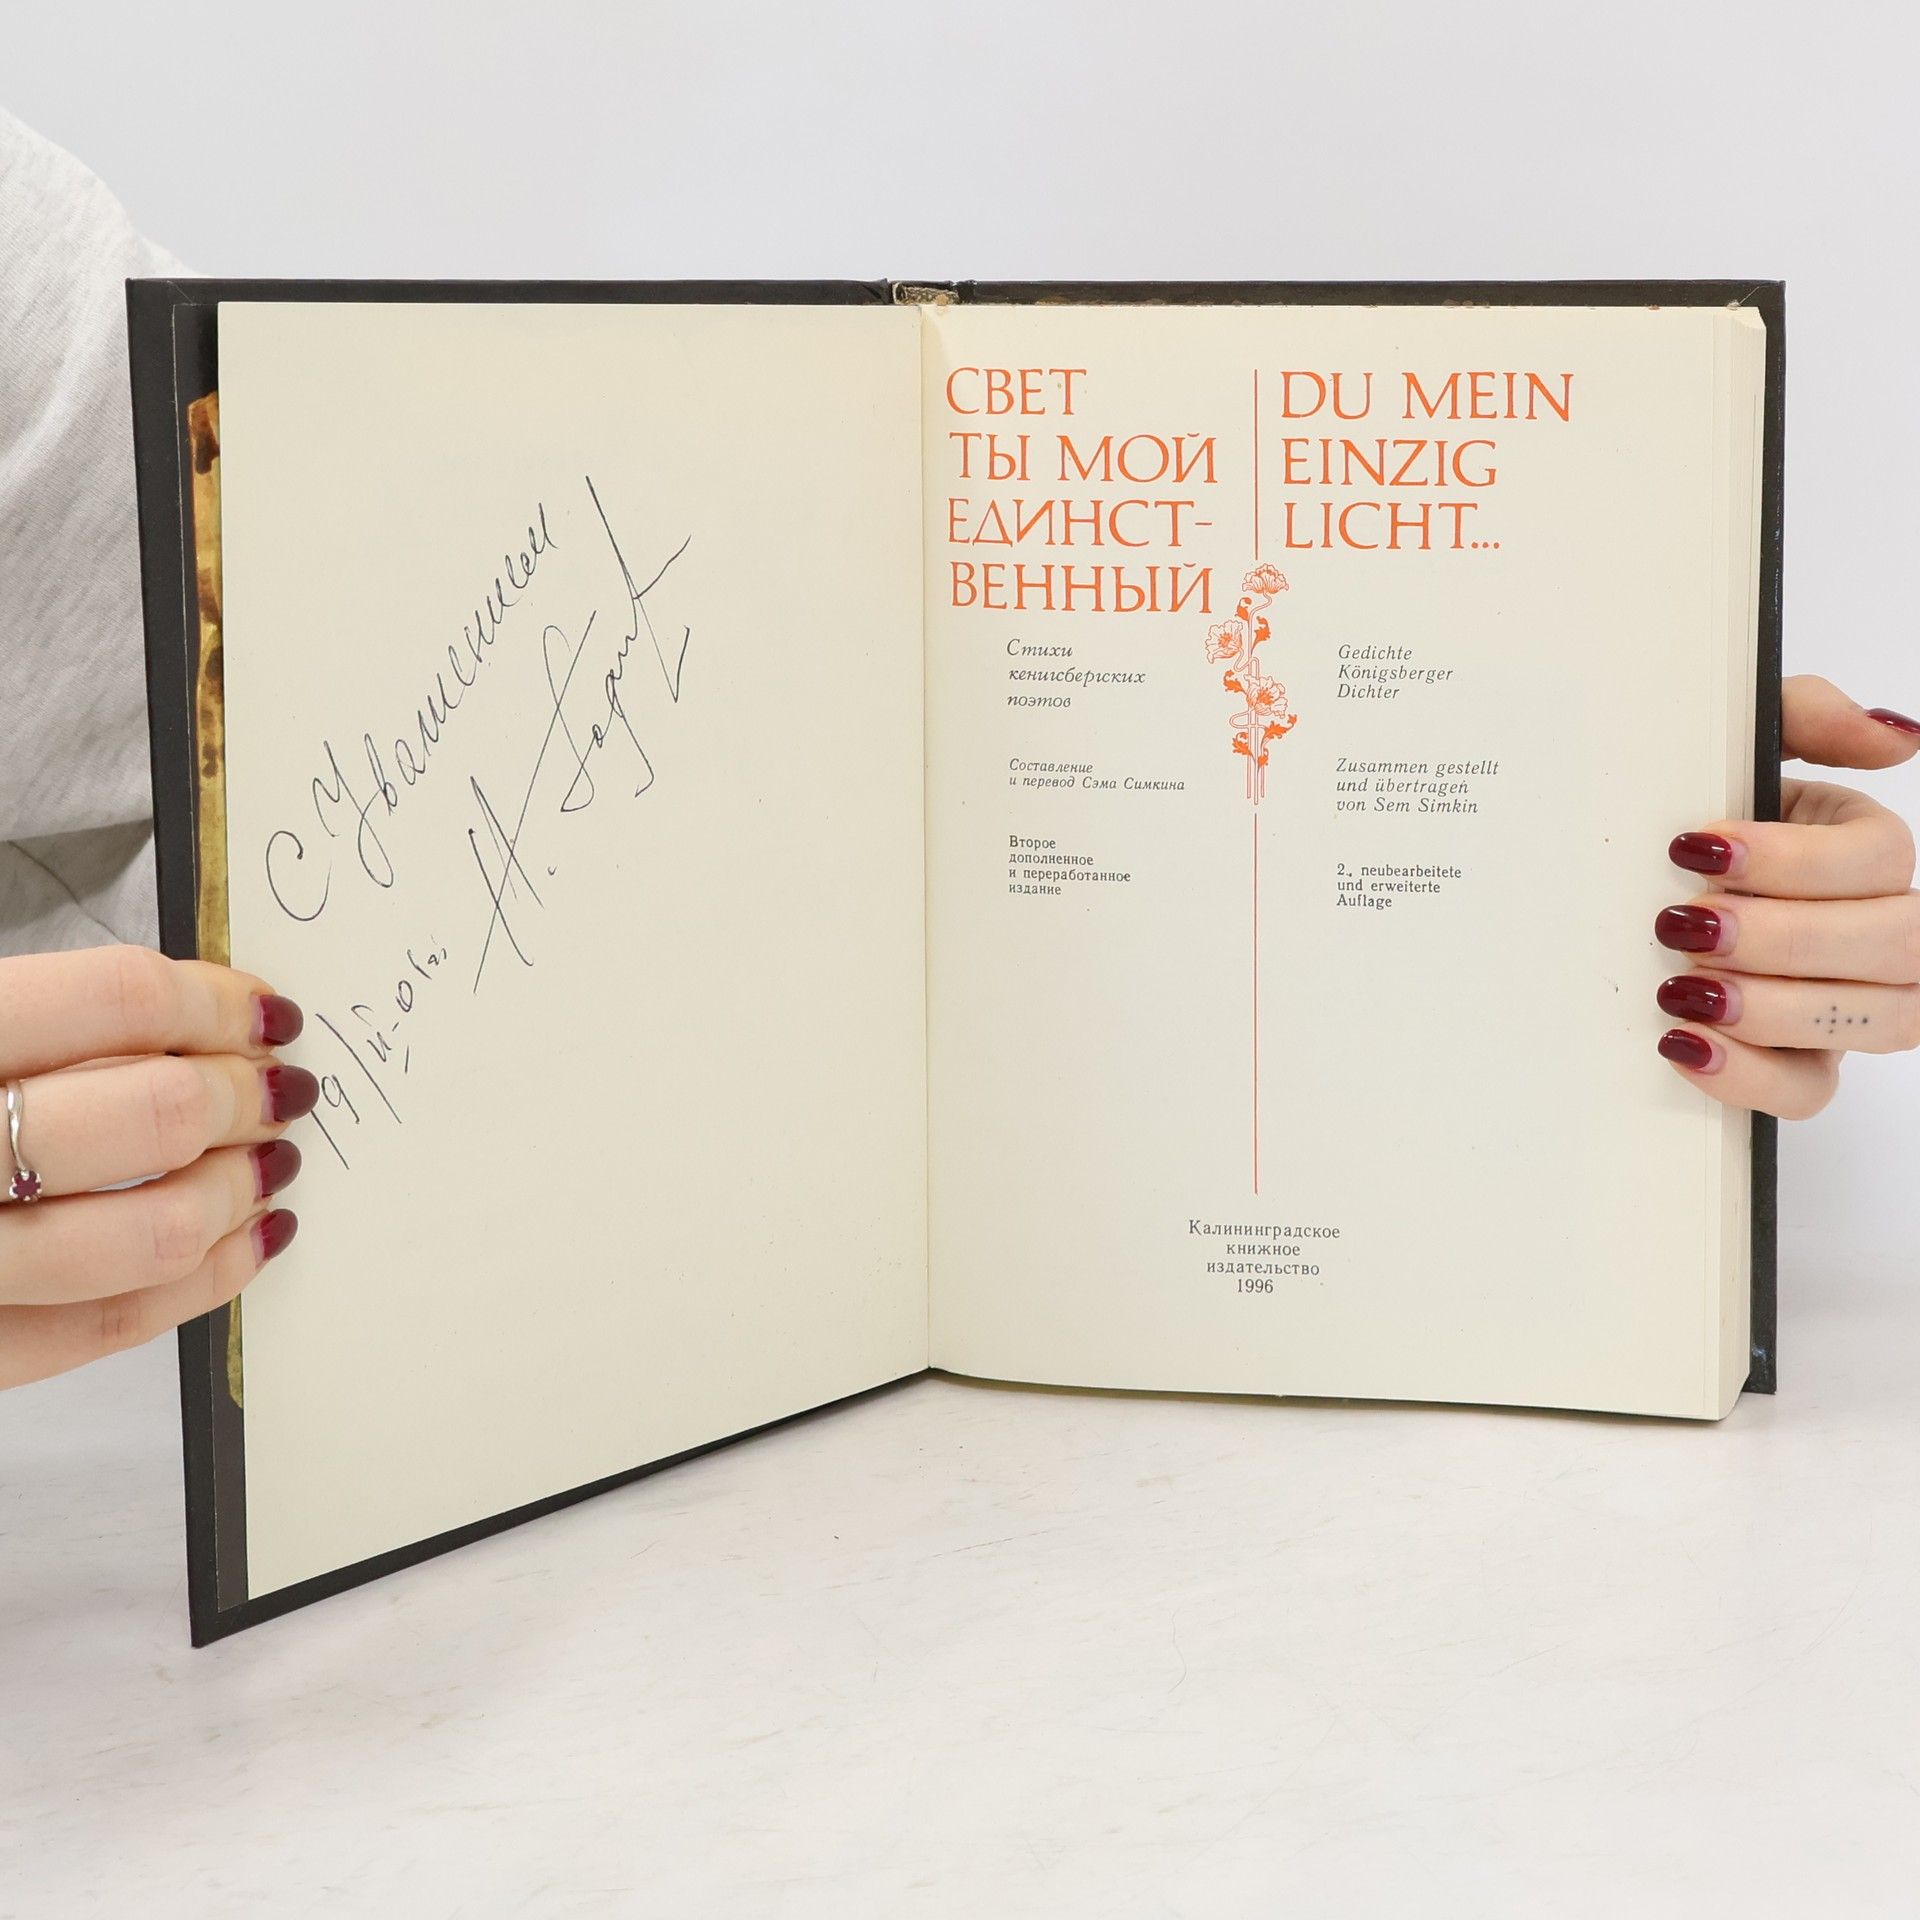 С Уважением
19/II-01г.
СВЕТ
ТЫ МОЙ
ЕДИНСТ-
ВЕННЫЙ
Стихи
кенигсбергских
поэтов
Составление
и перевод Сэма Симкина
Второе
дополненное
и переработанное
издание
DU MEIN
EINZIG
LICHT...
Gedichte
Königsberger
Dichter
Zusammen gestellt
und übertragen
von Sem Simkin
2., neubearbeitete
und erweiterte
Auflage
Калининградское
книжное
издательство
1996